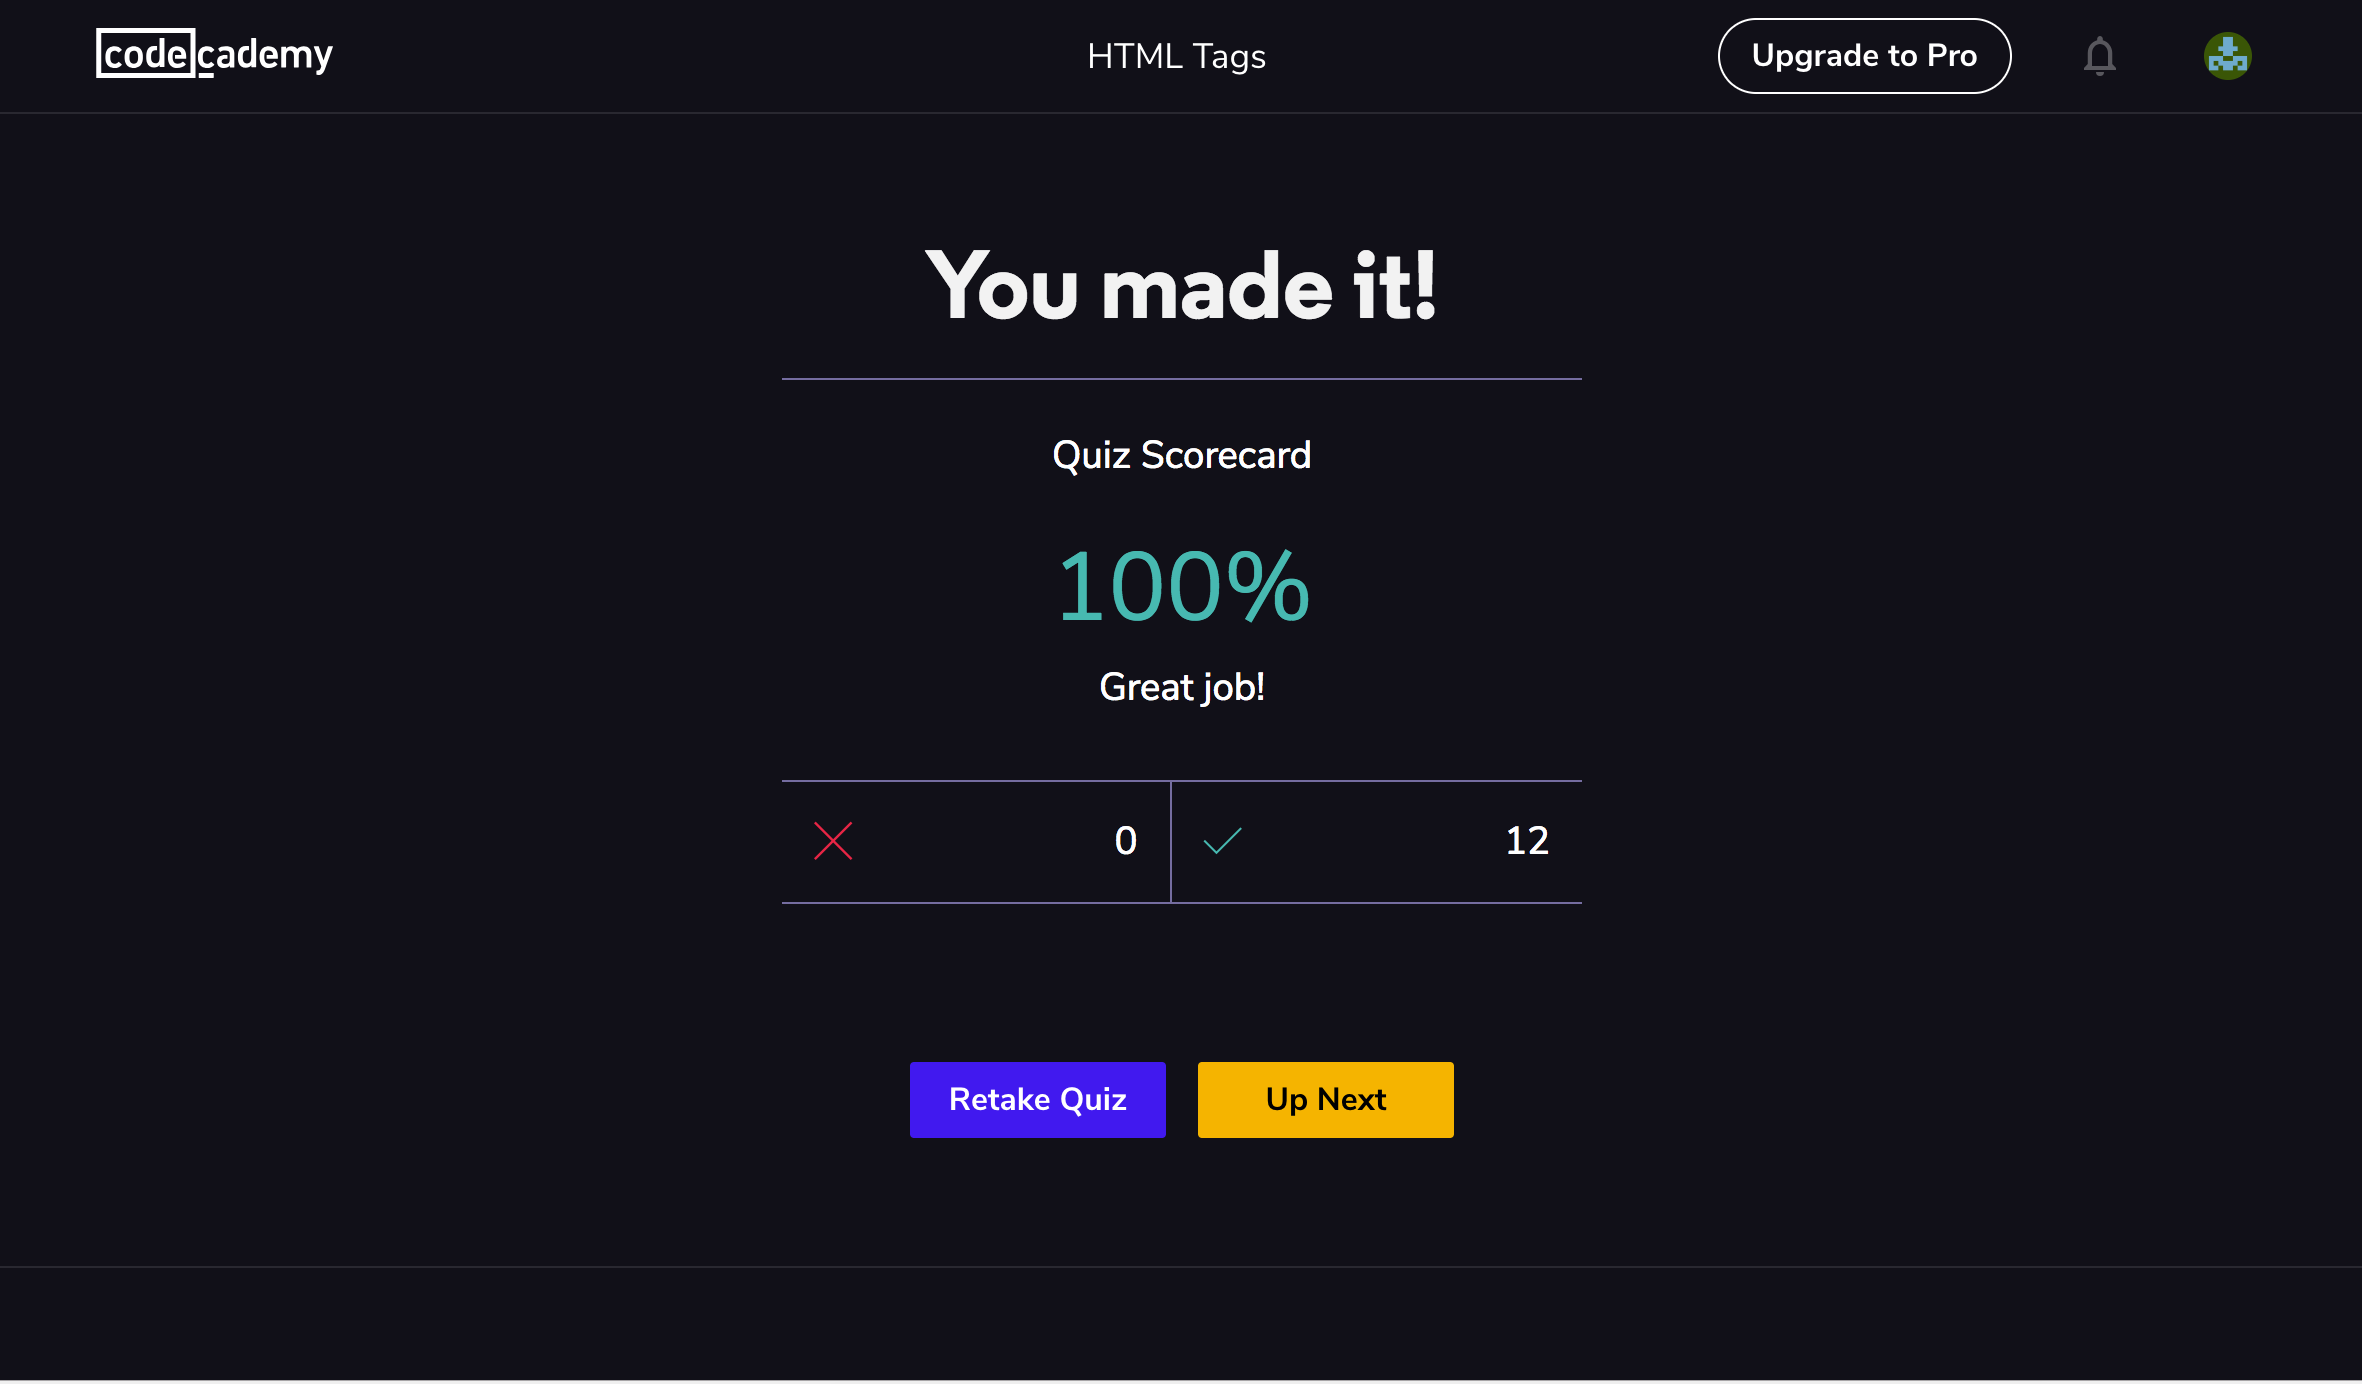 codecademy
HTML Tags
Upgrade to Pro
You made it!
Quiz Scorecard
100%
Great job!
0
12
Retake Quiz
Up Next